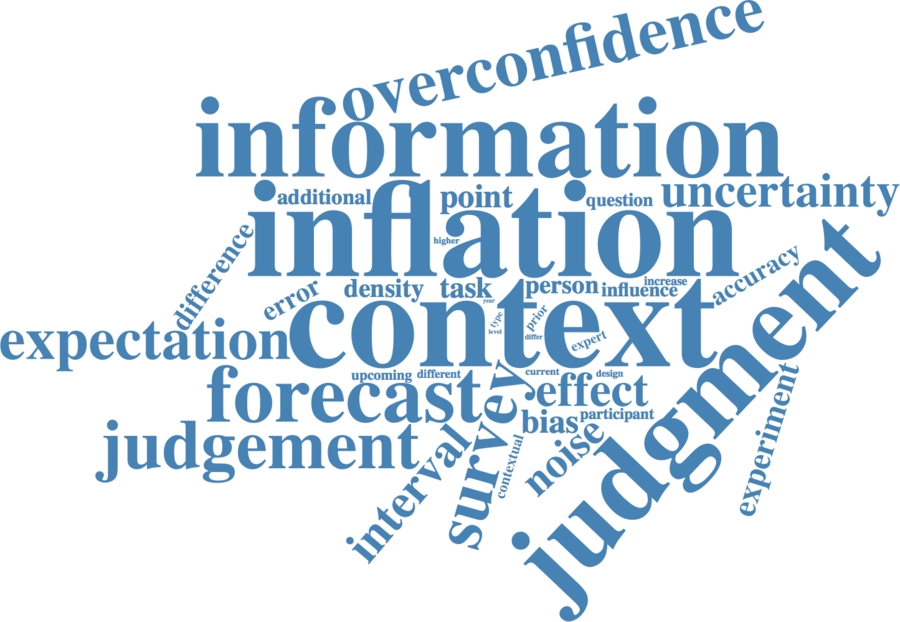 overconfidence
information
additional
point
question
uncertainty
inflation
higher
difference
error
density
task
year
person
influence
increase
accuracy
expectation
context
type
level
prior
differ
expert
judgment
upcoming
different
current
design
forecast
effect
survey
bias
participant
judgement
interval
contextual
noise
experiment